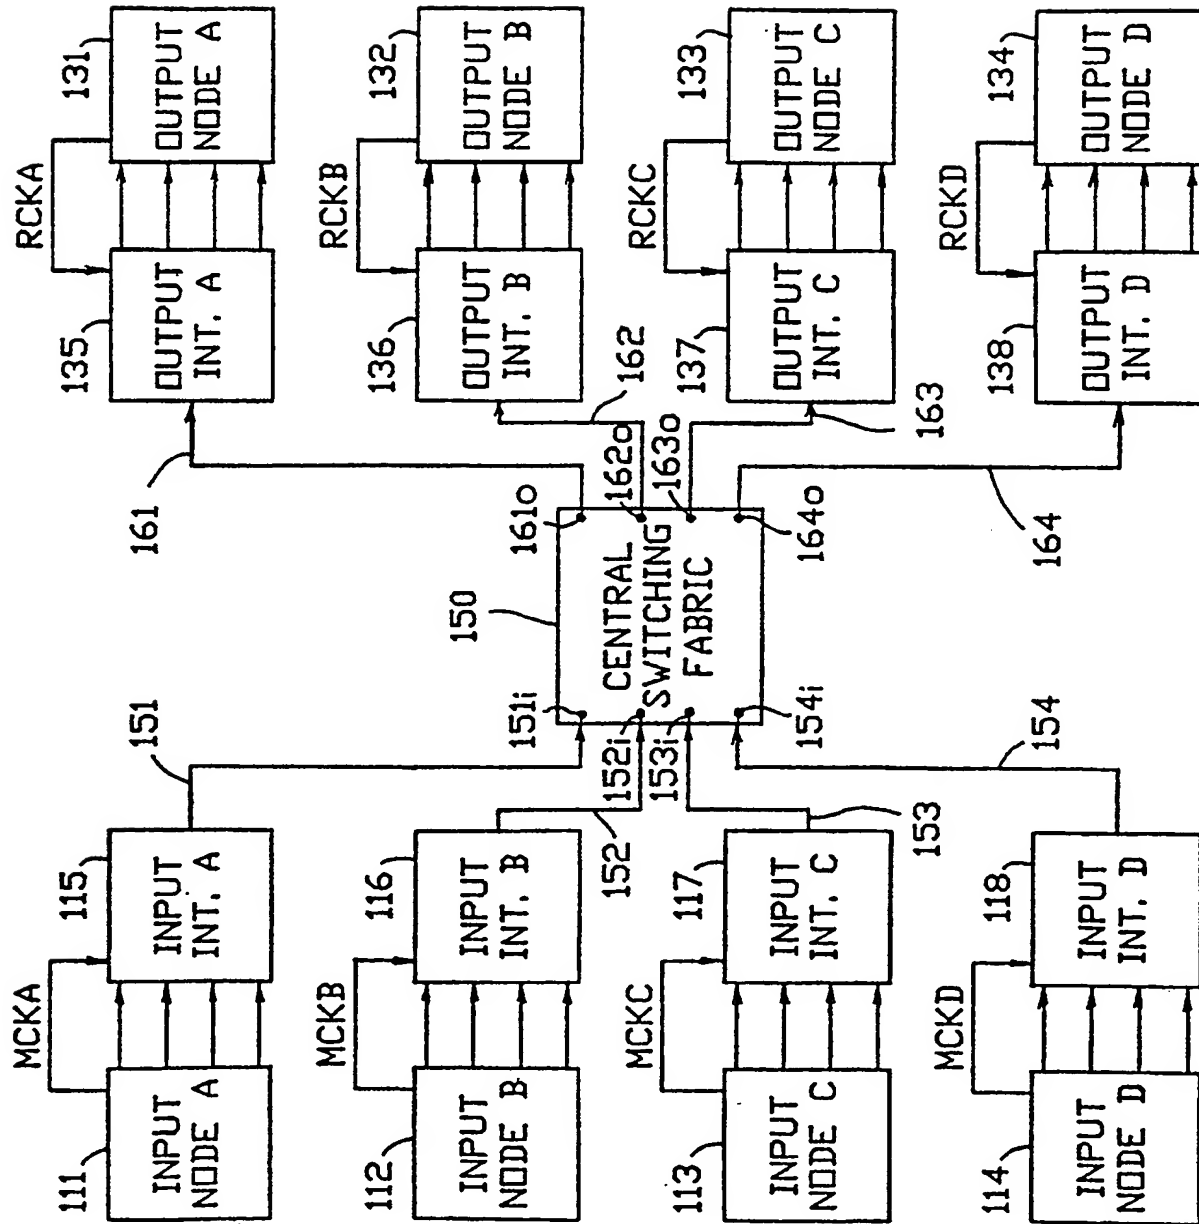 111
INPUT
NODE A
MCKA
115
INPUT
INT. A
151
112
INPUT
NODE B
MCKB
116
INPUT
INT. B
152
113
INPUT
NODE C
MCKC
117
INPUT
INT. C
153
114
INPUT
NODE D
MCKD
118
INPUT
INT. D
154
150
151i
152i
153i
154i
CENTRAL
SWITCHING
FABRIC
161o
162o
163o
164o
161
135
OUTPUT
INT. A
RCKA
131
OUTPUT
NODE A
162
136
OUTPUT
INT. B
RCKB
132
OUTPUT
NODE B
163
137
OUTPUT
INT. C
RCKC
133
OUTPUT
NODE C
164
138
OUTPUT
INT. D
RCKD
134
OUTPUT
NODE D